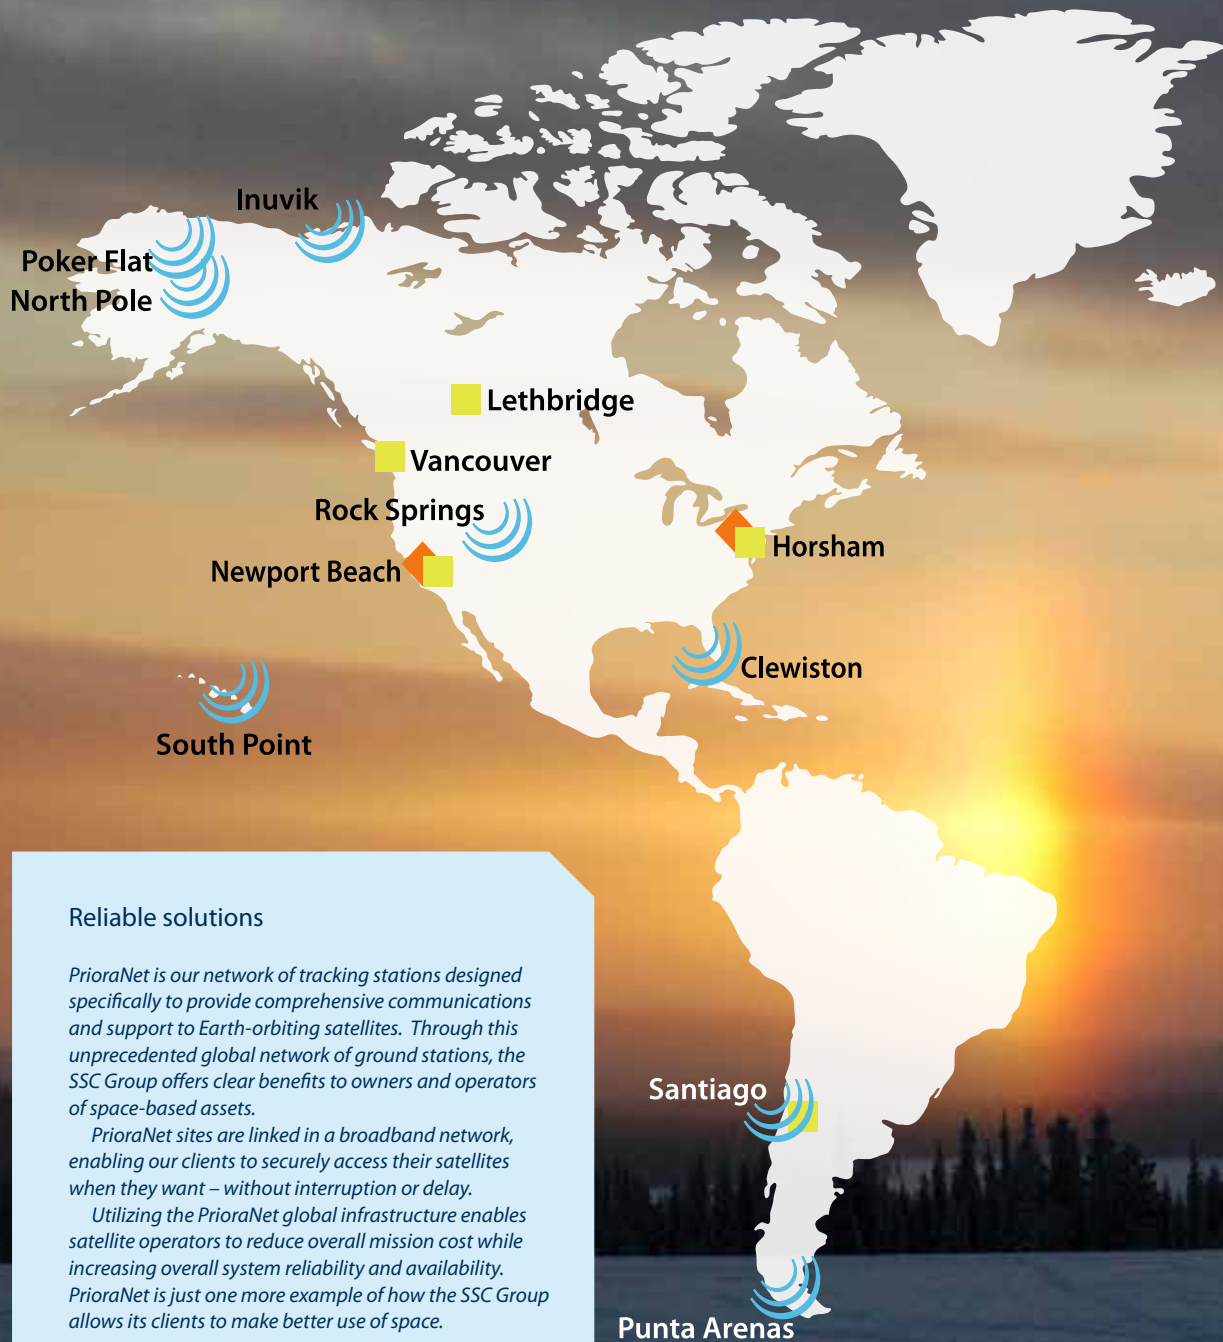 Inuvik
Poker Flat
North Pole
Lethbridge
Vancouver
Rock Springs
Horsham
Newport Beach
Clewiston
South Point
Reliable solutions
PrioraNet is our network of tracking stations designed
specifically to provide comprehensive communications
and support to Earth-orbiting satellites.  Through this
unprecedented global network of ground stations, the
SSC Group offers clear benefits to owners and operators
of space-based assets.
PrioraNet sites are linked in a broadband network,
enabling our clients to securely access their satellites
when they want – without interruption or delay.
Utilizing the PrioraNet global infrastructure enables
satellite operators to reduce overall mission cost while
increasing overall system reliability and availability.
PrioraNet is just one more example of how the SSC Group
allows its clients to make better use of space.
Santiago
Punta Arenas